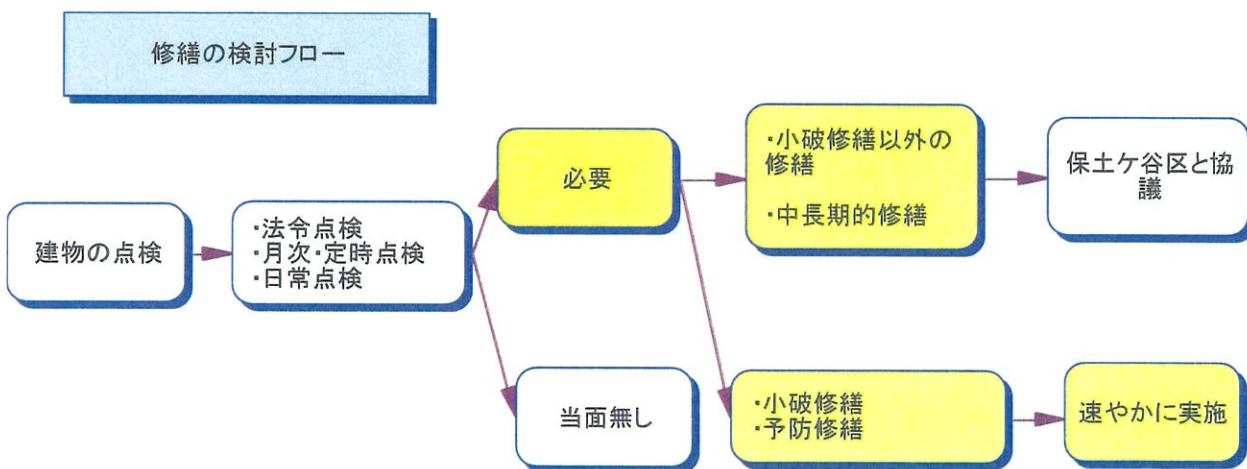 修繕の検討フロー
建物の点検
・法令点検
・月次・定時点検
・日常点検
必要
当面無し
・小破修繕以外の
修繕
・中長期的修繕
保土ケ谷区と協
議
・小破修繕
・予防修繕
速やかに実施